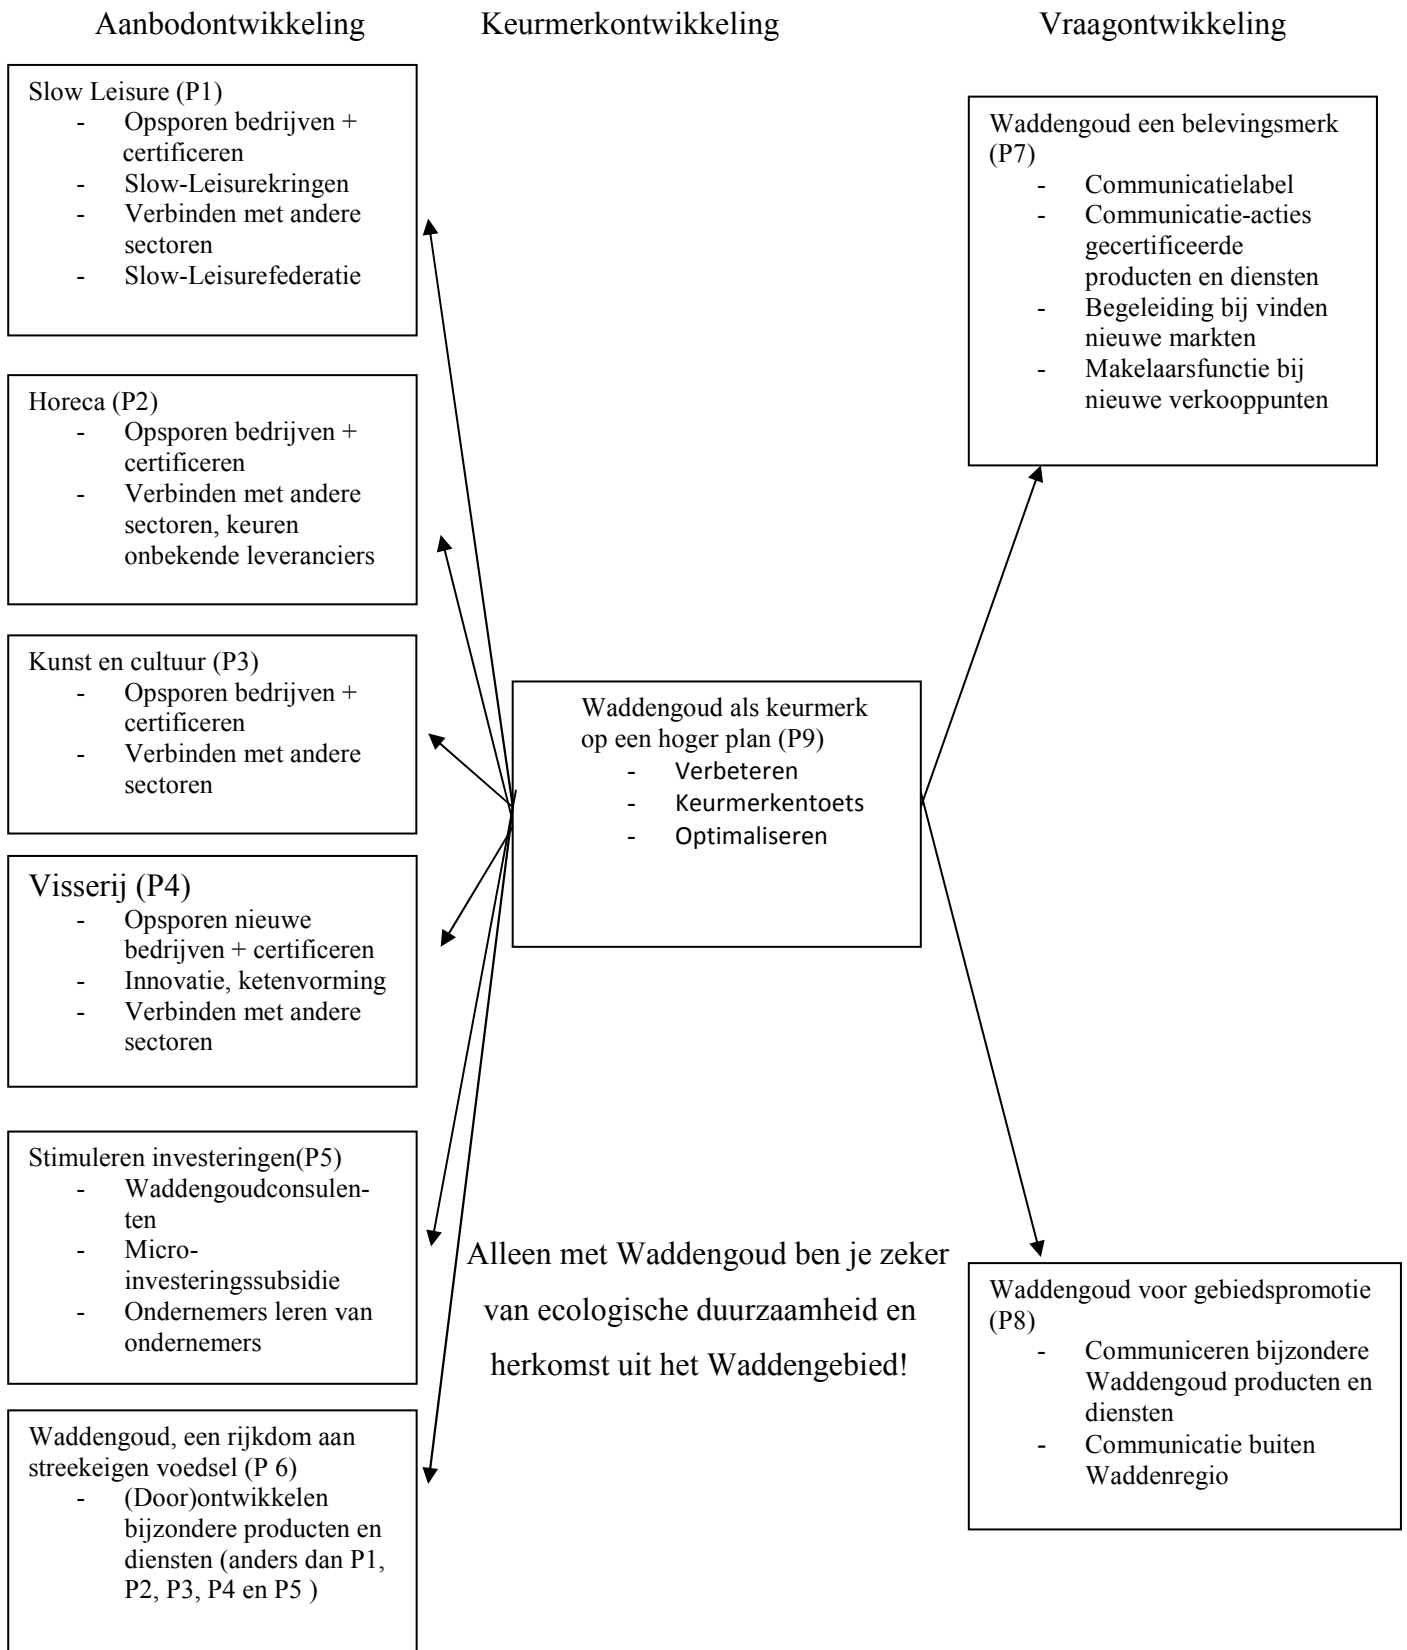 Aanbodontwikkeling Keurmerkontwikkeling Vraagontwikkeling
Slow Leisure (P1)
- Opsporen bedrijven +
certificeren
- Slow-Leisurekringen
- Verbinden met andere
sectoren
- Slow-Leisurefederatie
Horeca (P2)
- Opsporen bedrijven +
certificeren
- Verbinden met andere
sectoren, keuren
onbekende leveranciers
Kunst en cultuur (P3)
- Opsporen bedrijven +
certificeren
- Verbinden met andere
sectoren
Visserij (P4)
- Opsporen nieuwe
bedrijven + certificeren
- Innovatie, ketenvorming
- Verbinden met andere
sectoren
Stimuleren investeringen(P5)
- Waddengoudconsulen-
ten
- Micro-
investeringssubsidie
- Ondernemers leren van
ondernemers
Waddengoud, een rijkdom aan
streekeigen voedsel (P 6)
- (Door)ontwikkelen
bijzondere producten en
diensten (anders dan P1,
P2, P3, P4 en P5 )
Waddengoud als keurmerk
op een hoger plan (P9)
- Verbeteren
- Keurmerkentoets
- Optimaliseren
Alleen met Waddengoud ben je zeker
van ecologische duurzaamheid en
herkomst uit het Waddengebied!
Waddengoud een belevingsmerk
(P7)
- Communicatielabel
- Communicatie-acties
gecertificeerde
producten en diensten
- Begeleiding bij vinden
nieuwe markten
- Makelaarsfunctie bij
nieuwe verkooppunten
Waddengoud voor gebiedspromotie
(P8)
- Communiceren bijzondere
Waddengoud producten en
diensten
- Communicatie buiten
Waddenregio